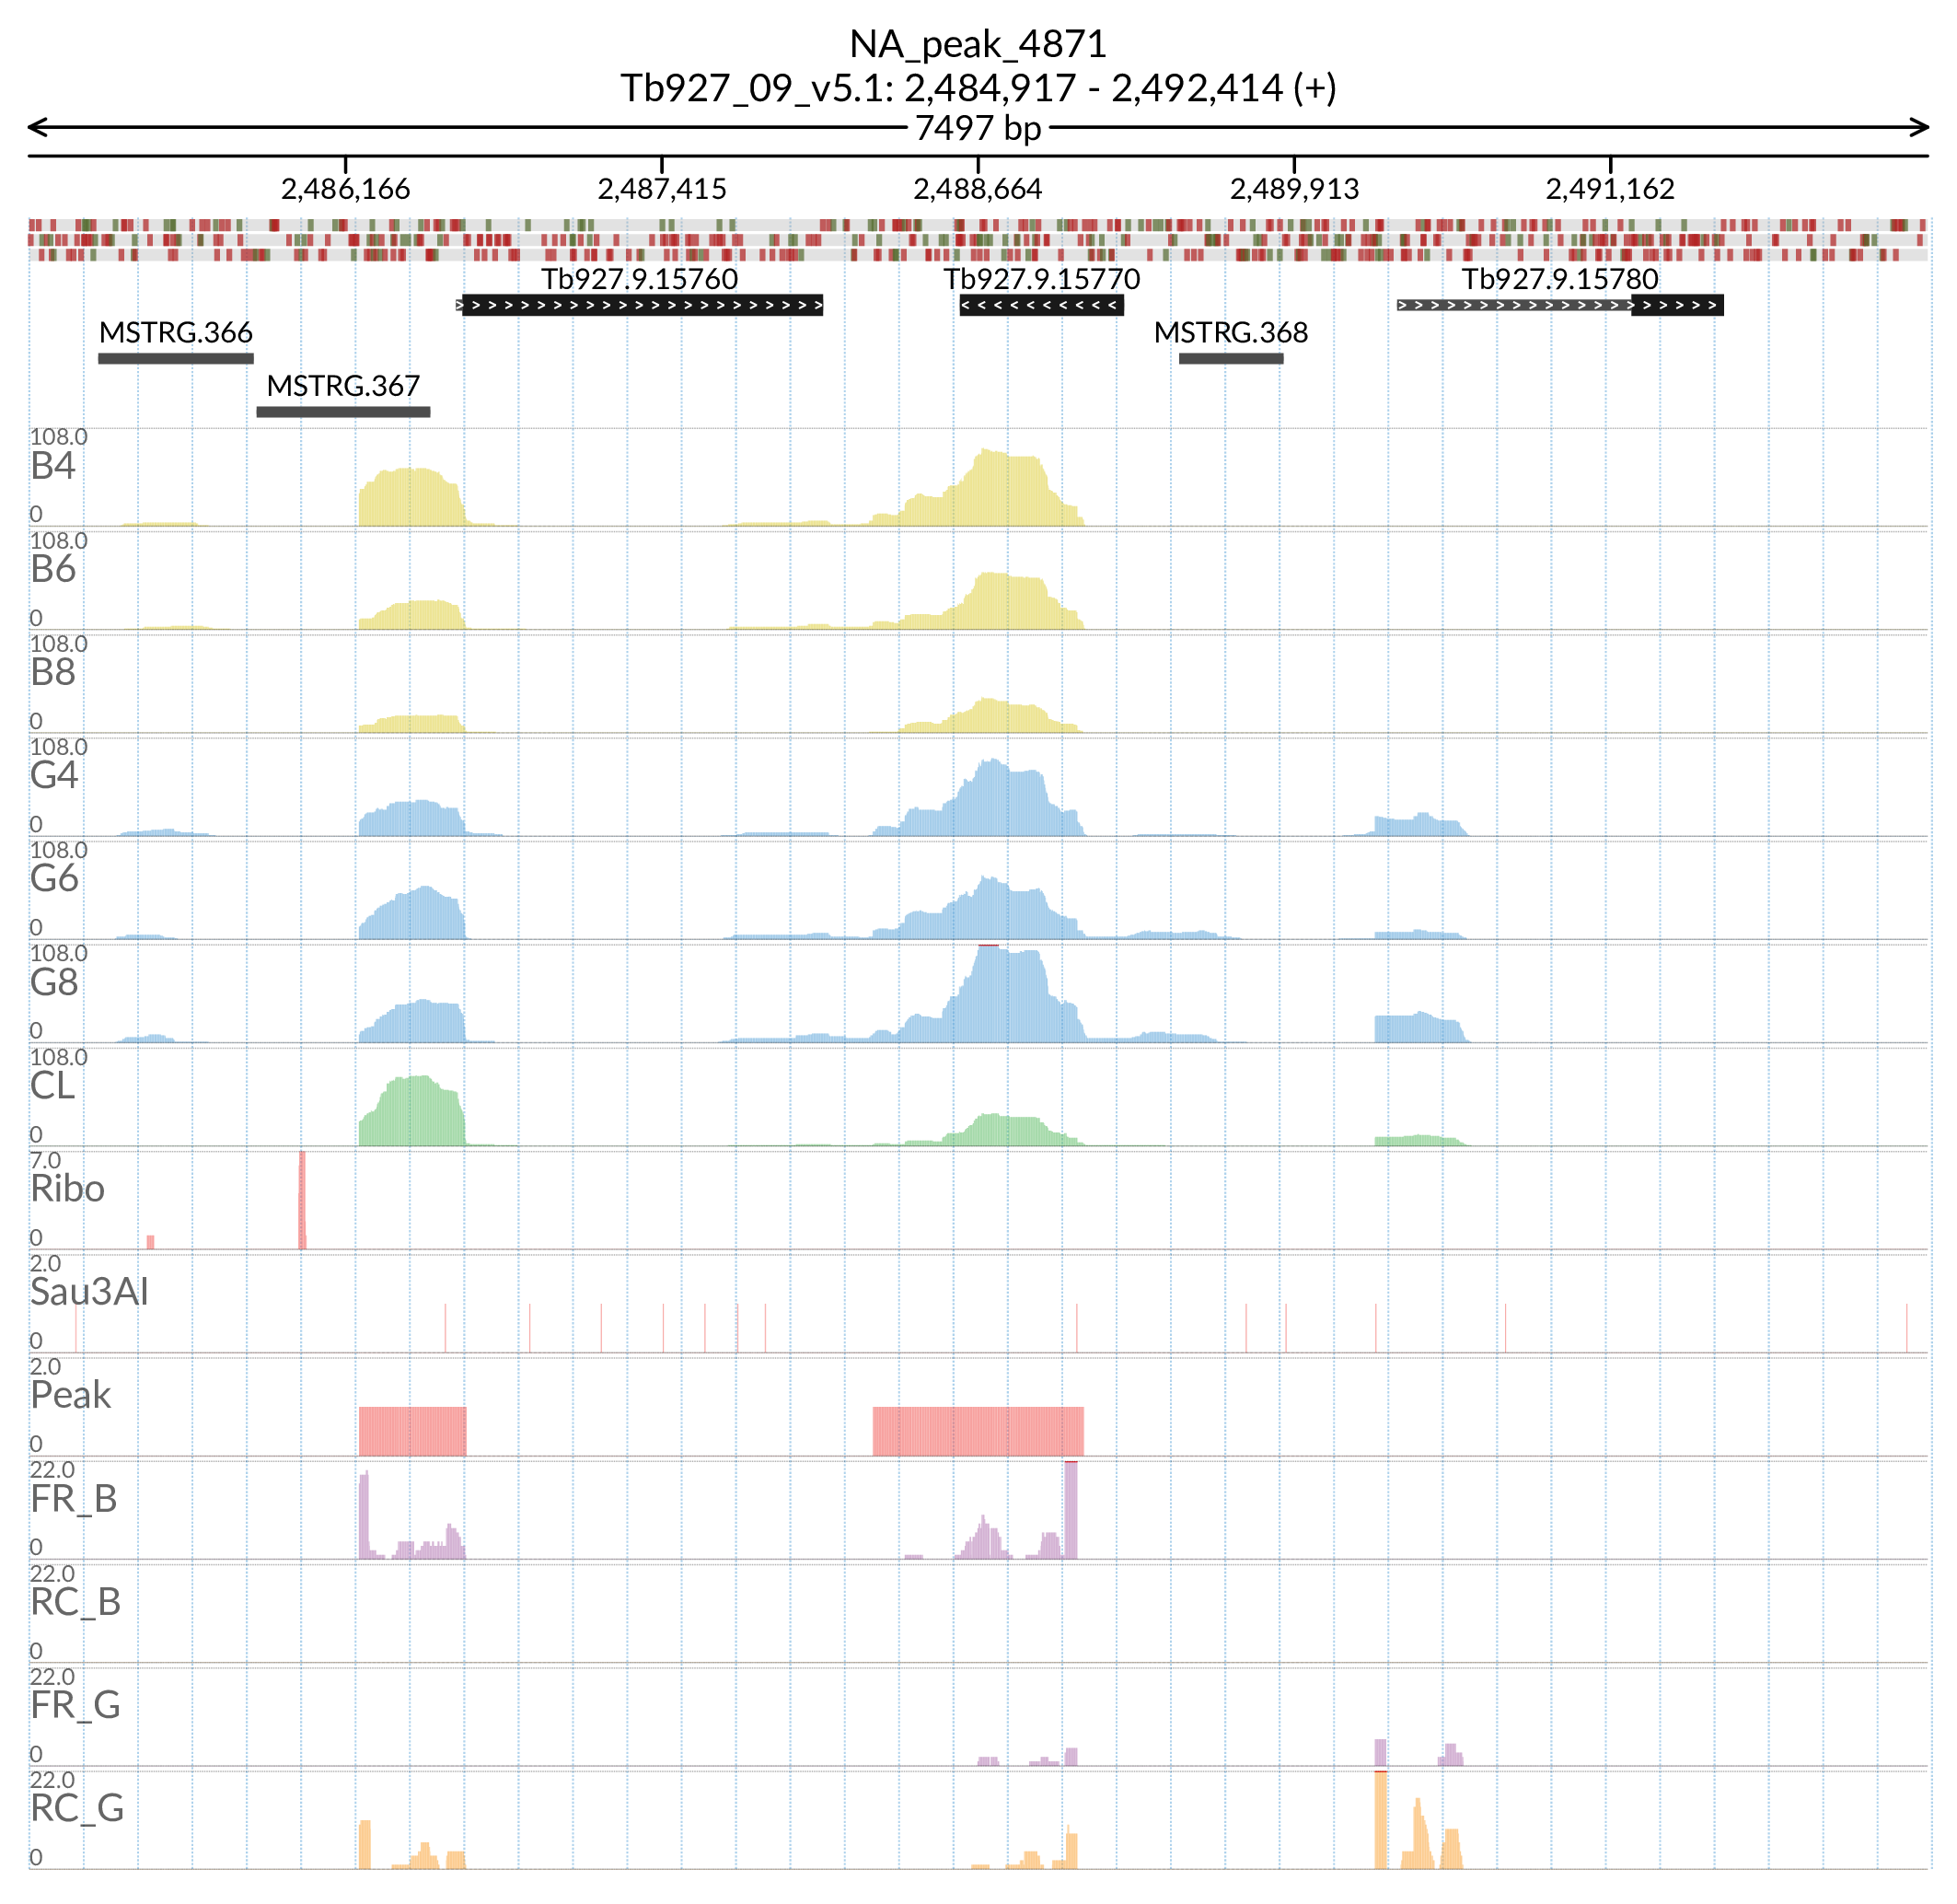 NA_peak_4871
Tb927_09_v5.1: 2,484,917 - 2,492,414 (+)
7497 bp
2,486,166 2,487,415 2,488,664 2,489,913 2,491,162
Tb927.9.15760 Tb927.9.15770 Tb927.9.15780
MSTRG.366 MSTRG.368
MSTRG.367
108.0
B4
0
108.0
B6
0
108.0
B8
0
108.0
G4
0
108.0
G6
0
108.0
G8
0
108.0
CL
0
7.0
Ribo
0
2.0
Sau3AI
0
2.0
Peak
0
22.0
FR_B
0
22.0
RC_B
0
22.0
FR_G
0
22.0
RC_G
0